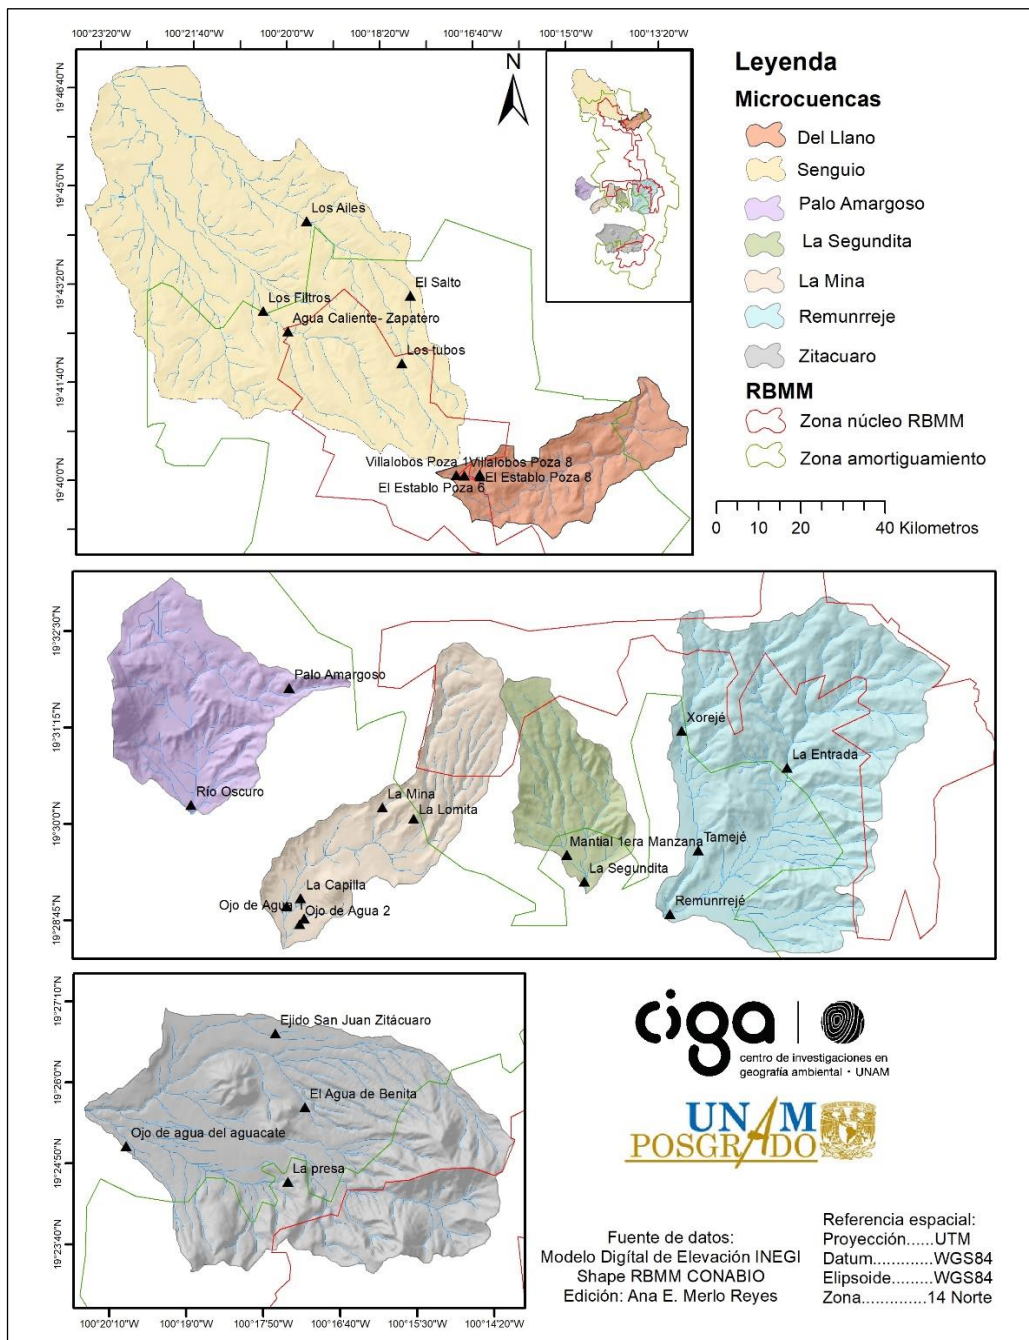 100°23'20"N 100°21'40"N 100°20'0"N 100°18'20"N 100°16'40"N 100°15'0"N 100°13'20"N
19°46'40"N
19°45'0"N
19°43'20"N
19°41'40"N
19°40'0"N
N
Los Ailes
El Salto
Los Filtros
Agua Caliente- Zapatero
Los tubos
Villalobos Poza 1
Villalobos Poza 8
El Establo Poza 6
El Establo Poza 8
Leyenda
Microcuencas
Del Llano
Senguio
Palo Amargoso
La Segundita
La Mina
Remunrreje
Zitacuaro
RBMM
Zona núcleo RBMM
Zona amortiguamiento
0 10 20 40 Kilometros
19°32'30"N
19°31'15"N
19°30'0"N
19°28'45"N
Palo Amargoso
Río Oscuro
La Mina
La Lomita
La Capilla
Ojo de Agua 1
Ojo de Agua 2
Mantial 1era Manzana
La Segundita
Xorejé
La Entrada
Tamejé
Remunrrejé
19°27'10"N
19°26'0"N
19°24'50"N
19°23'40"N
Ejido San Juan Zitácuaro
El Agua de Benita
Ojo de agua del aguacate
La presa
100°20'10"N 100°19'0"N 100°17'50"N 100°16'40"N 100°15'30"N 100°14'20"N
ciga
centro de investigaciones en
geografía ambiental · UNAM
UNAM
POSGRADO
Fuente de datos:
Modelo Digítal de Elevación INEGI
Shape RBMM CONABIO
Edición: Ana E. Merlo Reyes
Referencia espacial:
Proyección......UTM
Datum.............WGS84
Elipsoide.........WGS84
Zona..............14 Norte